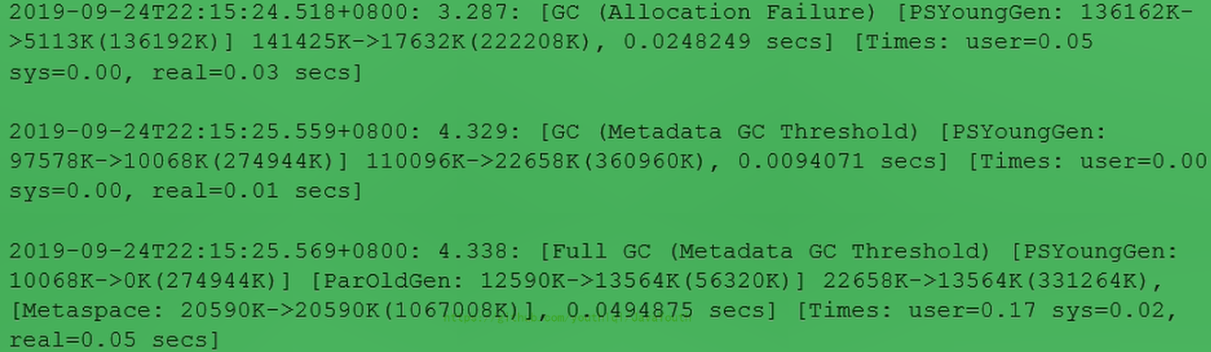 2019-09-24T22:15:24.518+0800: 3.287: [GC (Allocation Failure) [PSYoungGen: 136162K-
>5113K(136192K)] 141425K->17632K(222208K), 0.0248249 secs] [Times: user=0.05
sys=0.00, real=0.03 secs]
2019-09-24T22:15:25.559+0800: 4.329: [GC (Metadata GC Threshold) [PSYoungGen:
97578K->10068K(274944K)] 110096K->22658K(360960K), 0.0094071 secs] [Times: user=0.00
sys=0.00, real=0.01 secs]
2019-09-24T22:15:25.569+0800: 4.338: [Full GC (Metadata GC Threshold) [PSYoungGen:
10068K->0K(274944K)] [ParOldGen: 12590K->13564K(56320K)] 22658K->13564K(331264K),
[Metaspace: 20590K->20590K(1067008K)], 0.0494875 secs] [Times: user=0.17 sys=0.02,
real=0.05 secs]